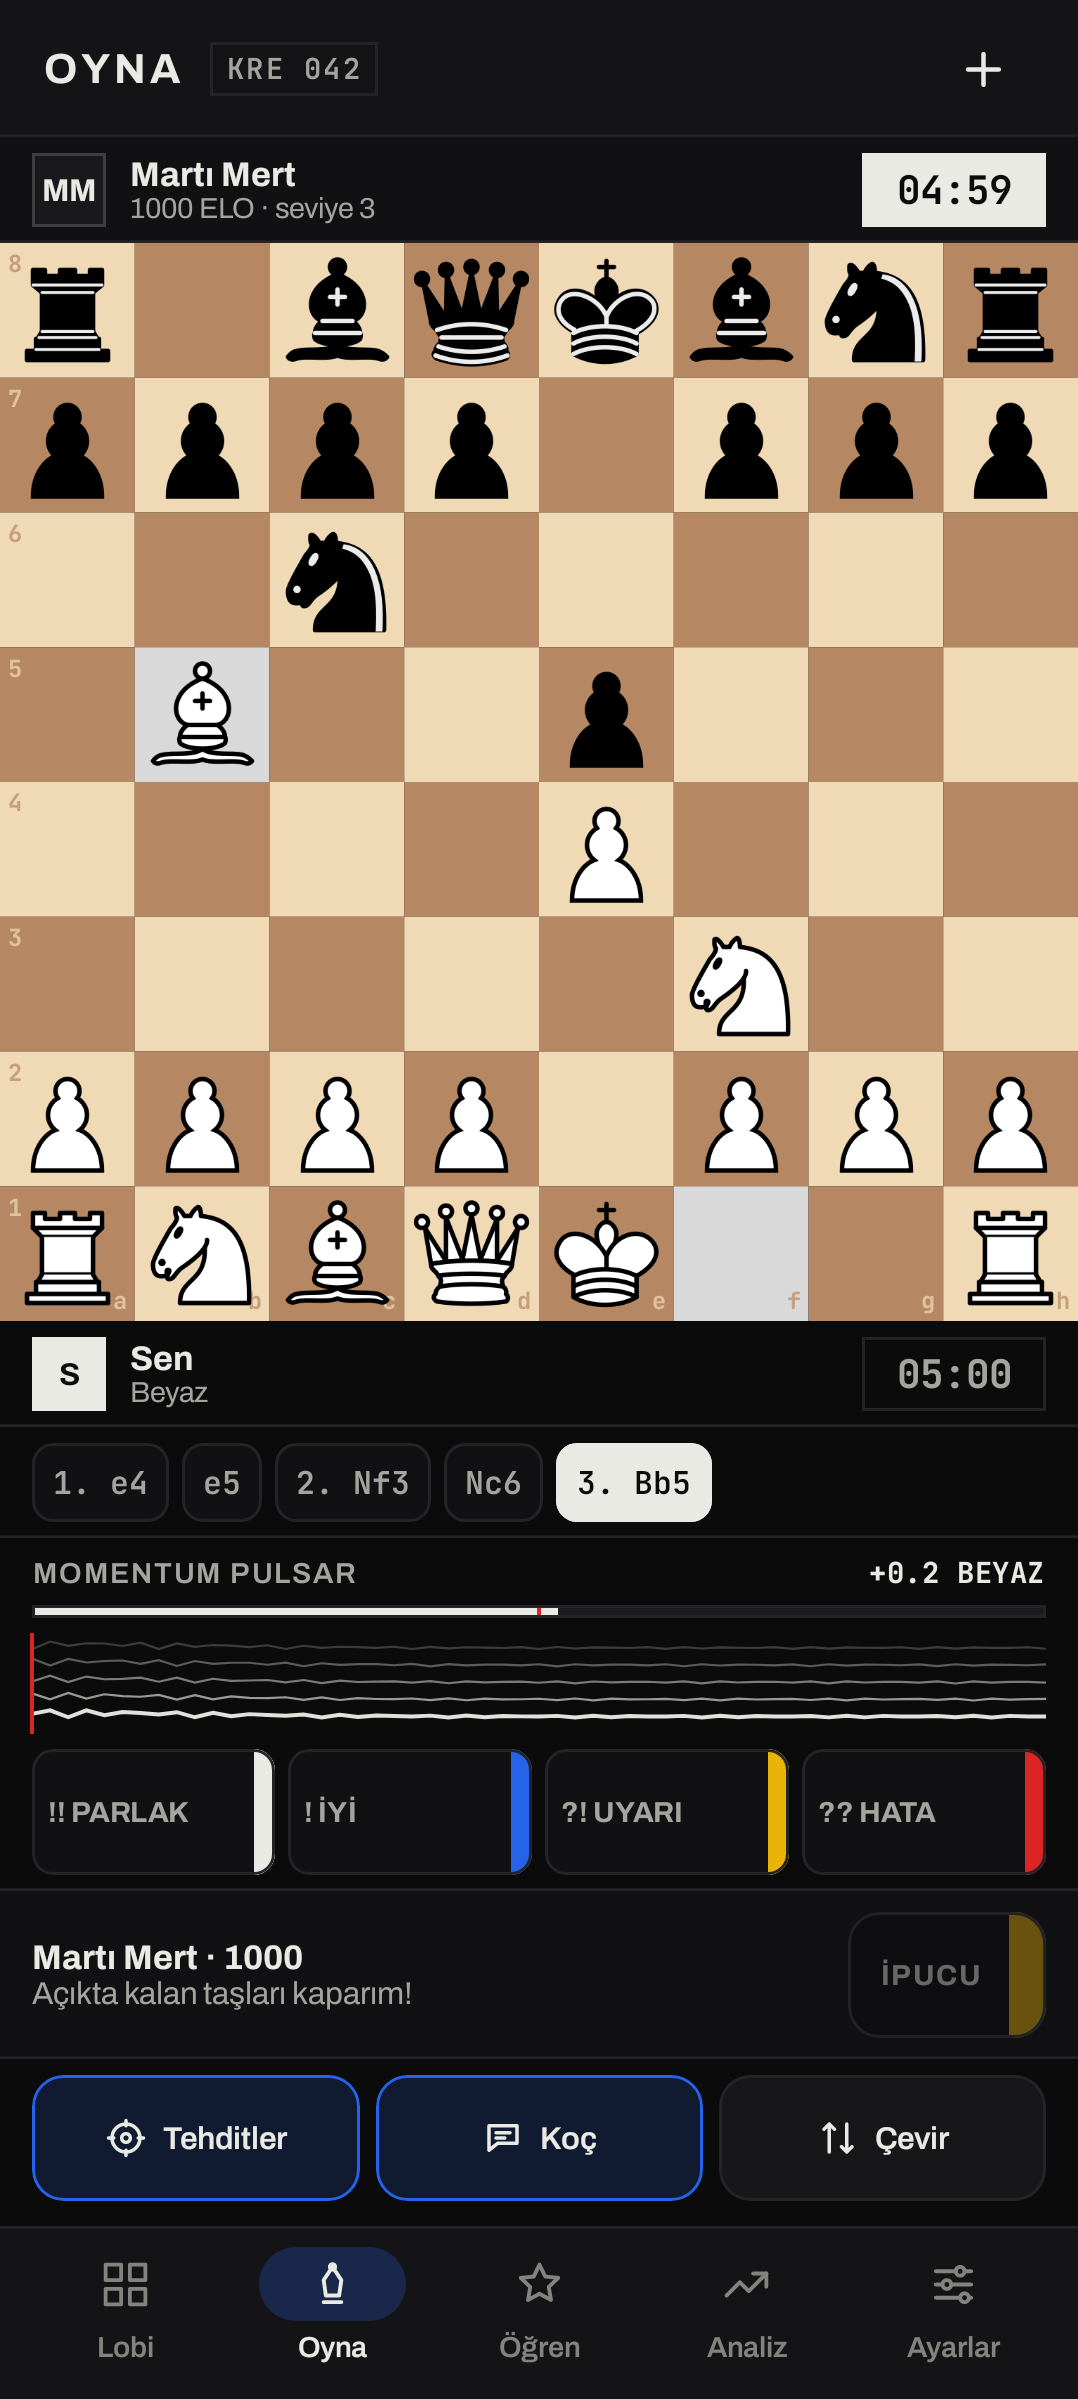 OYNA KRE 042
MM Martı Mert 04:59
1000 ELO · seviye 3
8
7
6
5
4
3
2
1 a b c d e f g h
S Sen 05:00
Beyaz
1. e4 e5 2. Nf3 Nc6 3. Bb5
MOMENTUM PULSAR +0.2 BEYAZ
!! PARLAK ! İYİ ?! UYARI ?? HATA
Martı Mert · 1000
Açıkta kalan taşları kaparım!
İPUCU
Tehditler Koç Çevir
Lobi Oyna Öğren Analiz Ayarlar